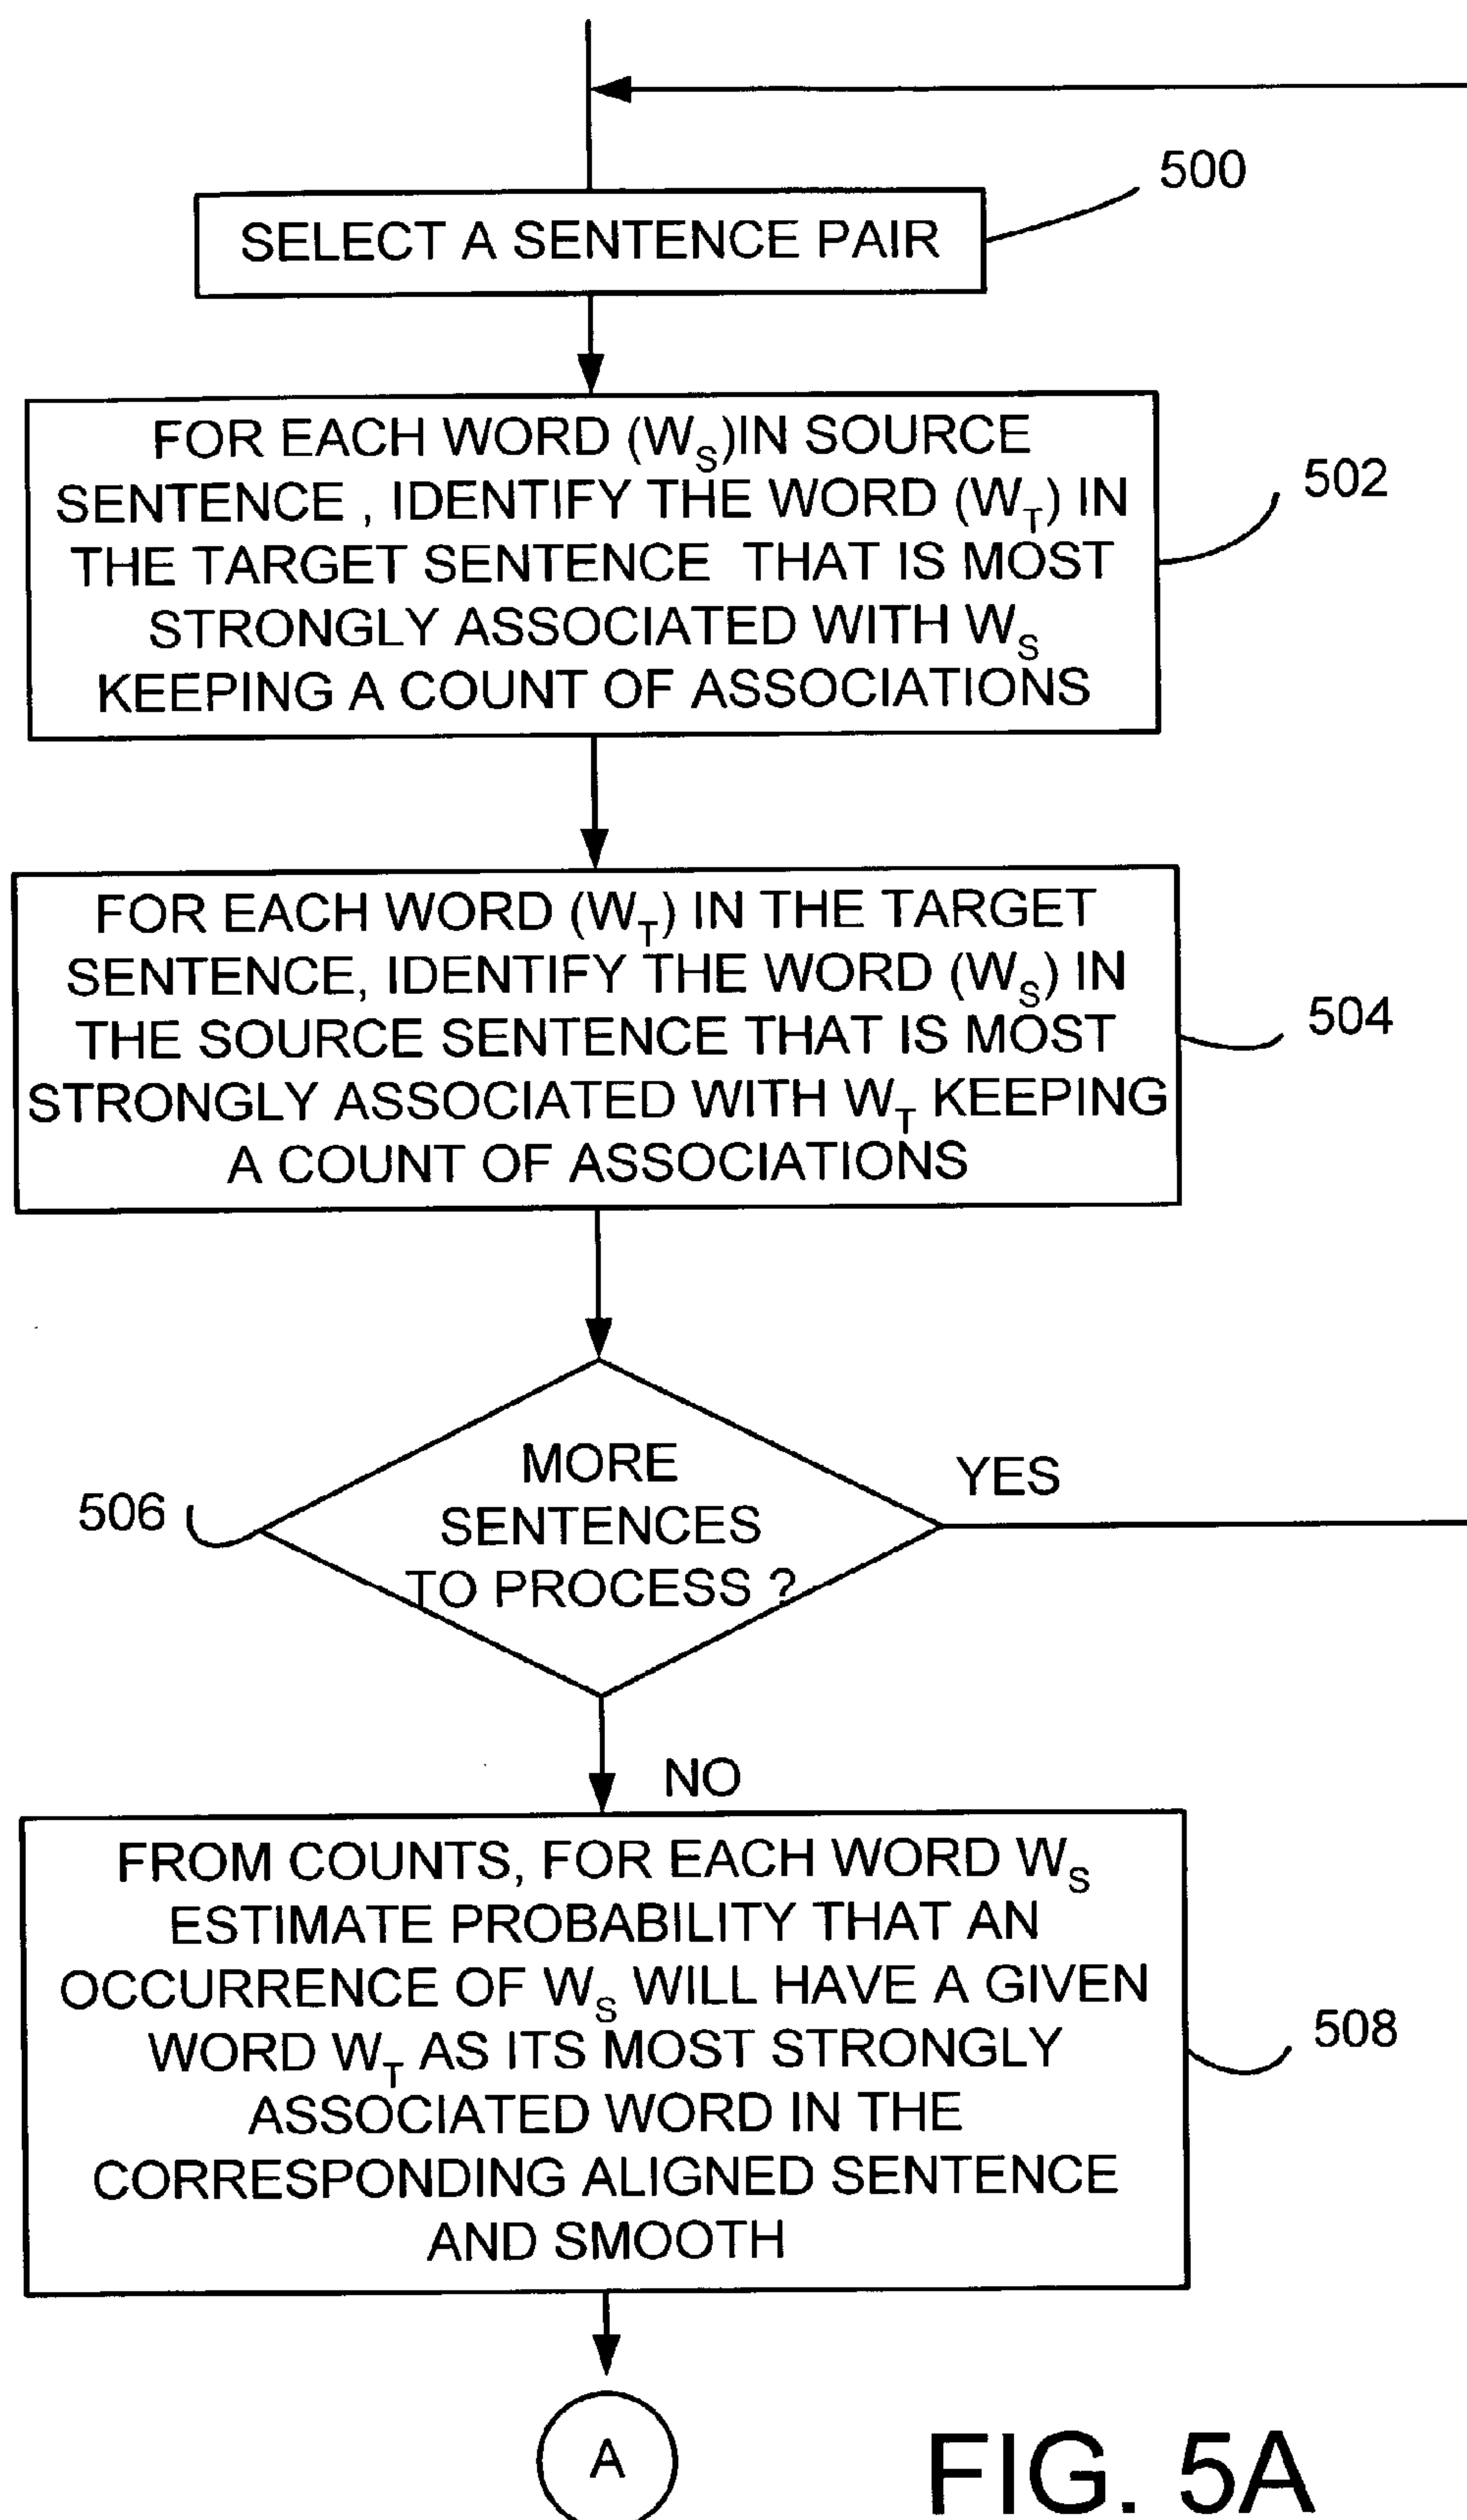 500
SELECT A SENTENCE PAIR
FOR EACH WORD (WS)IN SOURCE
SENTENCE , IDENTIFY THE WORD (WT) IN
THE TARGET SENTENCE THAT IS MOST
STRONGLY ASSOCIATED WITH WS
KEEPING A COUNT OF ASSOCIATIONS
502
FOR EACH WORD (WT) IN THE TARGET
SENTENCE, IDENTIFY THE WORD (WS) IN
THE SOURCE SENTENCE THAT IS MOST
STRONGLY ASSOCIATED WITH WT KEEPING
A COUNT OF ASSOCIATIONS
504
MORE
SENTENCES
TO PROCESS ?
506
YES
NO
FROM COUNTS, FOR EACH WORD WS
ESTIMATE PROBABILITY THAT AN
OCCURRENCE OF WS WILL HAVE A GIVEN
WORD WT AS ITS MOST STRONGLY
ASSOCIATED WORD IN THE
CORRESPONDING ALIGNED SENTENCE
AND SMOOTH
508
A
FIG. 5A